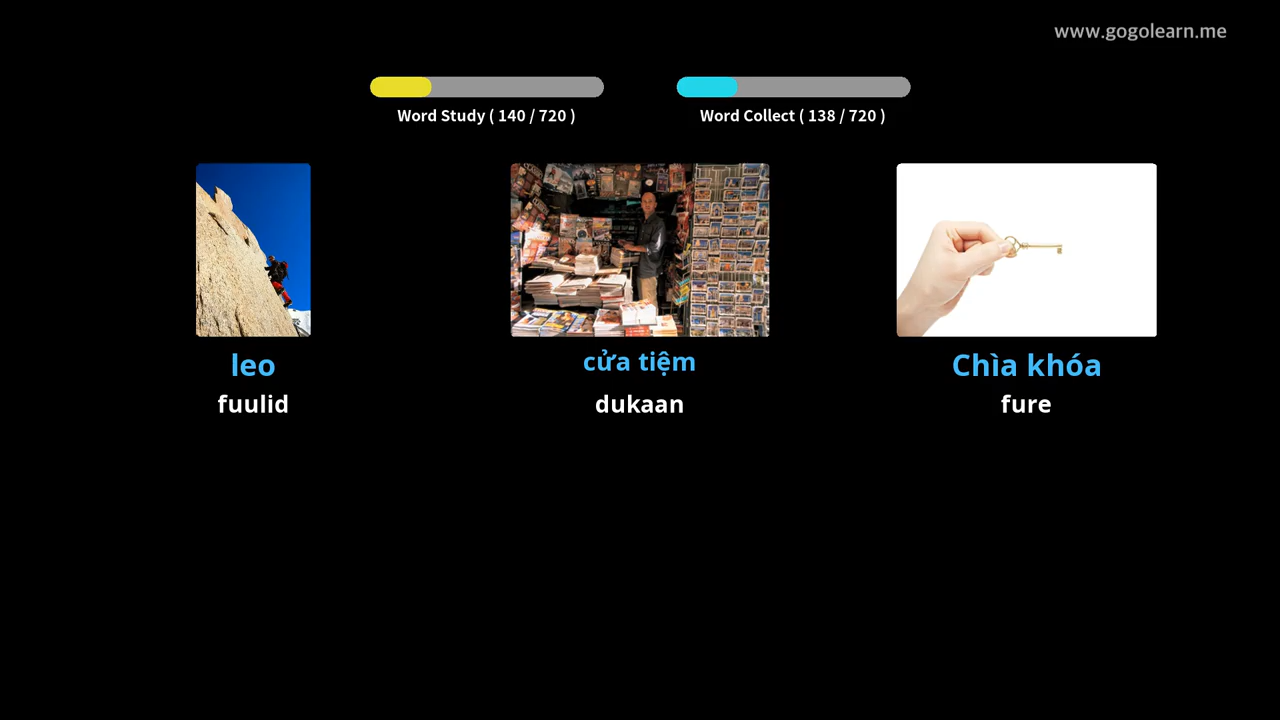 www.gogolearn.me
Word Study ( 140 / 720 )
Word Collect ( 138 / 720 )
leo
fuulid
cửa tiệm
dukaan
Chìa khóa
fure